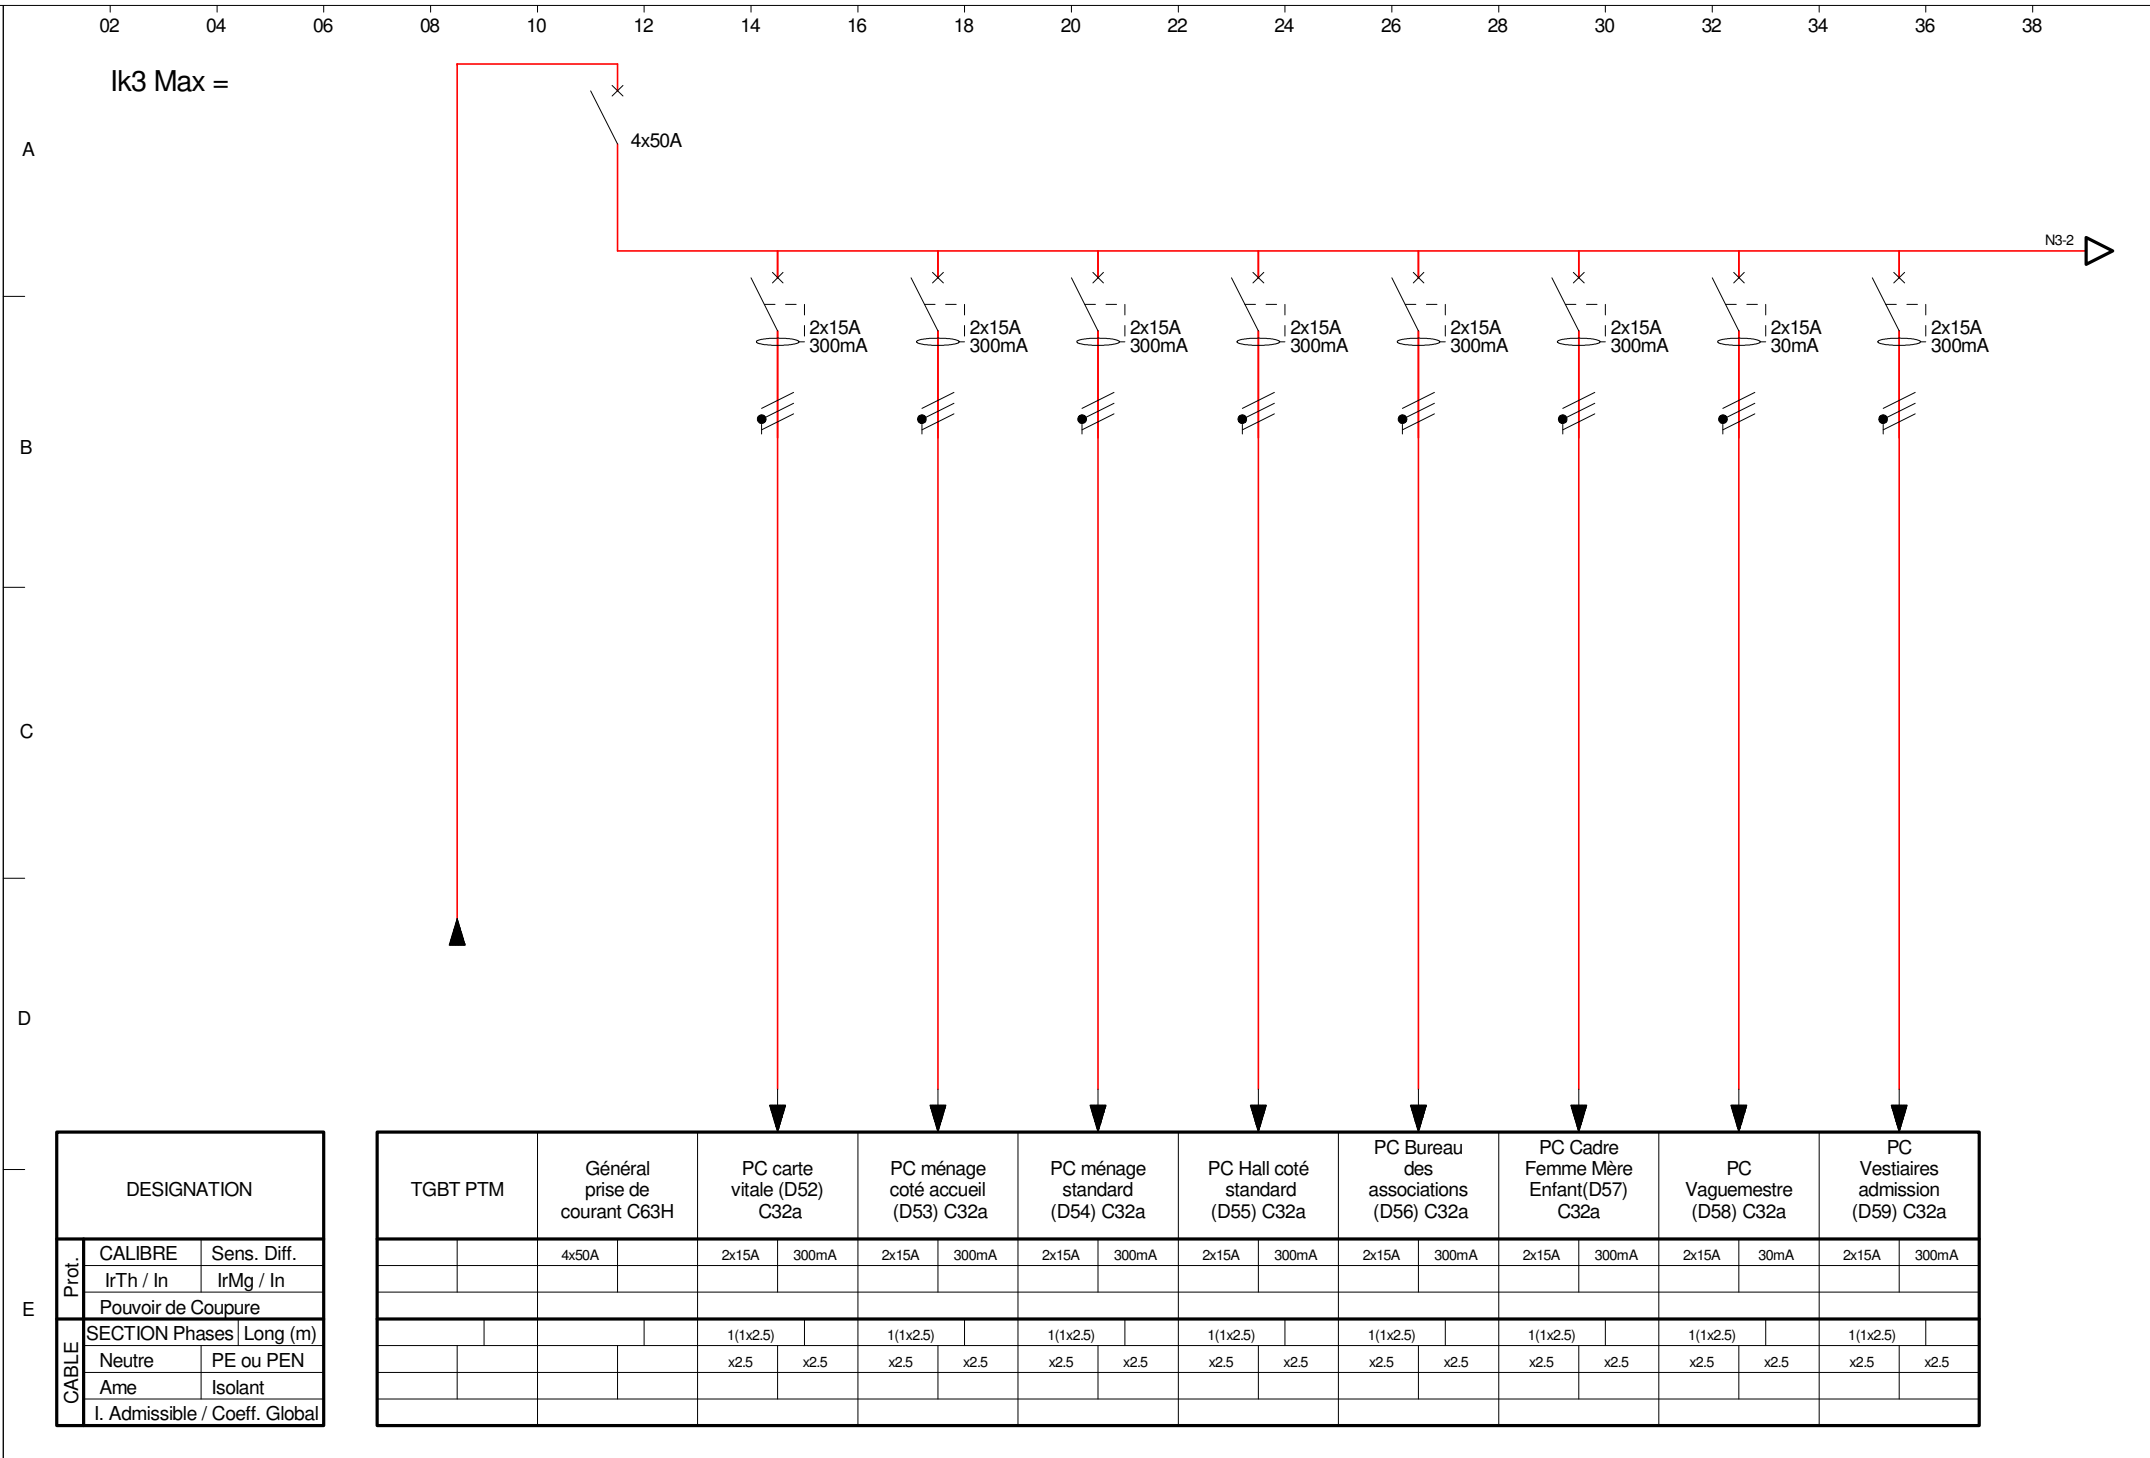 02 04 06 08 10 12 14 16 18 20 22 24 26 28 30 32 34 36 38
Ik3 Max =
A
4x50A
N3-2
2x15A 2x15A 2x15A 2x15A 2x15A 2x15A 2x15A 2x15A
300mA 300mA 300mA 300mA 300mA 300mA 30mA 300mA
B
C
D
DESIGNATION
TGBT PTM
Général
prise de
courant C63H
PC carte
vitale (D52)
C32a
PC ménage
coté accueil
(D53) C32a
PC ménage
standard
(D54) C32a
PC Hall coté
standard
(D55) C32a
PC Bureau
des
associations
(D56) C32a
PC Cadre
Femme Mère
Enfant(D57)
C32a
PC
Vaguemestre
(D58) C32a
PC
Vestiaires
admission
(D59) C32a
E
Prot.
CALIBRE Sens. Diff. 4x50A 2x15A 300mA 2x15A 300mA 2x15A 300mA 2x15A 300mA 2x15A 300mA 2x15A 300mA 2x15A 30mA 2x15A 300mA
IrTh / In IrMg / In
Pouvoir de Coupure
CABLE
SECTION Phases Long (m) 1(1x2.5) 1(1x2.5) 1(1x2.5) 1(1x2.5) 1(1x2.5) 1(1x2.5) 1(1x2.5) 1(1x2.5)
Neutre PE ou PEN x2.5 x2.5 x2.5 x2.5 x2.5 x2.5 x2.5 x2.5 x2.5 x2.5 x2.5 x2.5 x2.5 x2.5 x2.5 x2.5
Ame Isolant
I. Admissible / Coeff. Global